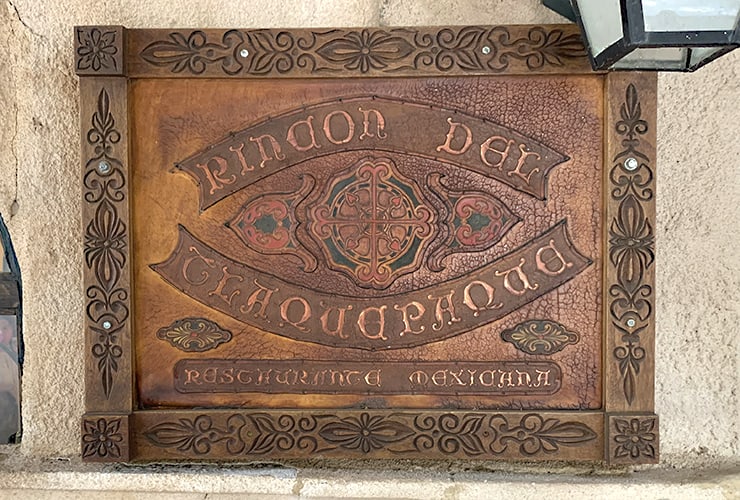 RINCON DEL
TLAQUEPAQUE
RESTAURANTE MEXICANA